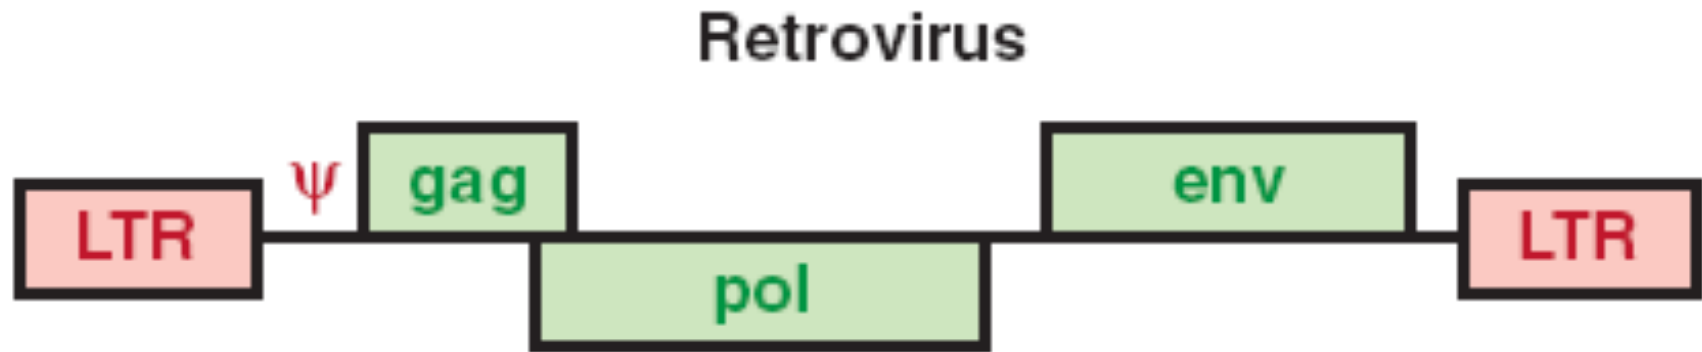 Retrovirus
LTR ψ gag pol env LTR